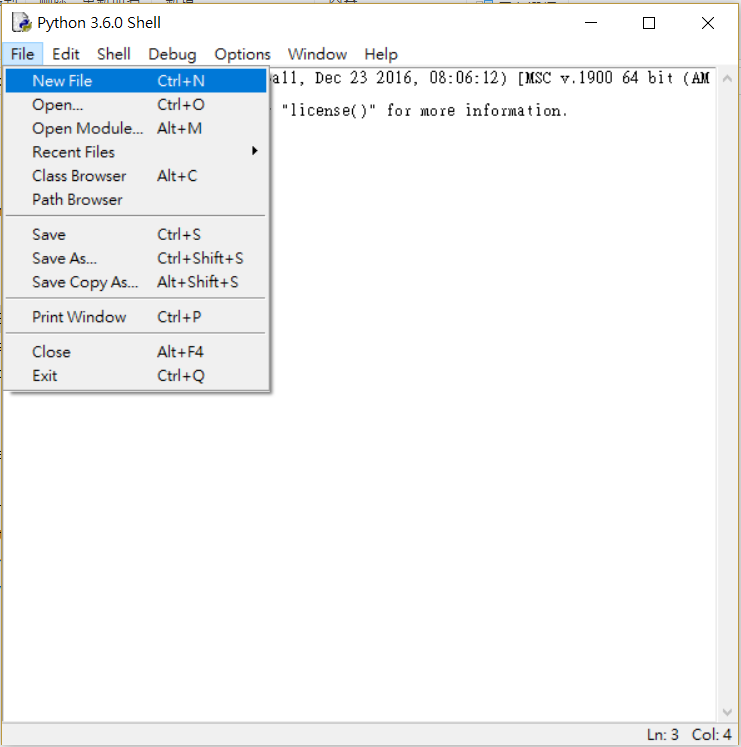 Python 3.6.0 Shell
File Edit Shell Debug Options Window Help
New File Ctrl+N
Open... Ctrl+O
Open Module... Alt+M
Recent Files
Class Browser Alt+C
Path Browser
Save Ctrl+S
Save As... Ctrl+Shift+S
Save Copy As... Alt+Shift+S
Print Window Ctrl+P
Close Alt+F4
Exit Ctrl+Q
a11, Dec 23 2016, 08:06:12) [MSC v.1900 64 bit (AM
"license()" for more information.
Ln: 3 Col: 4